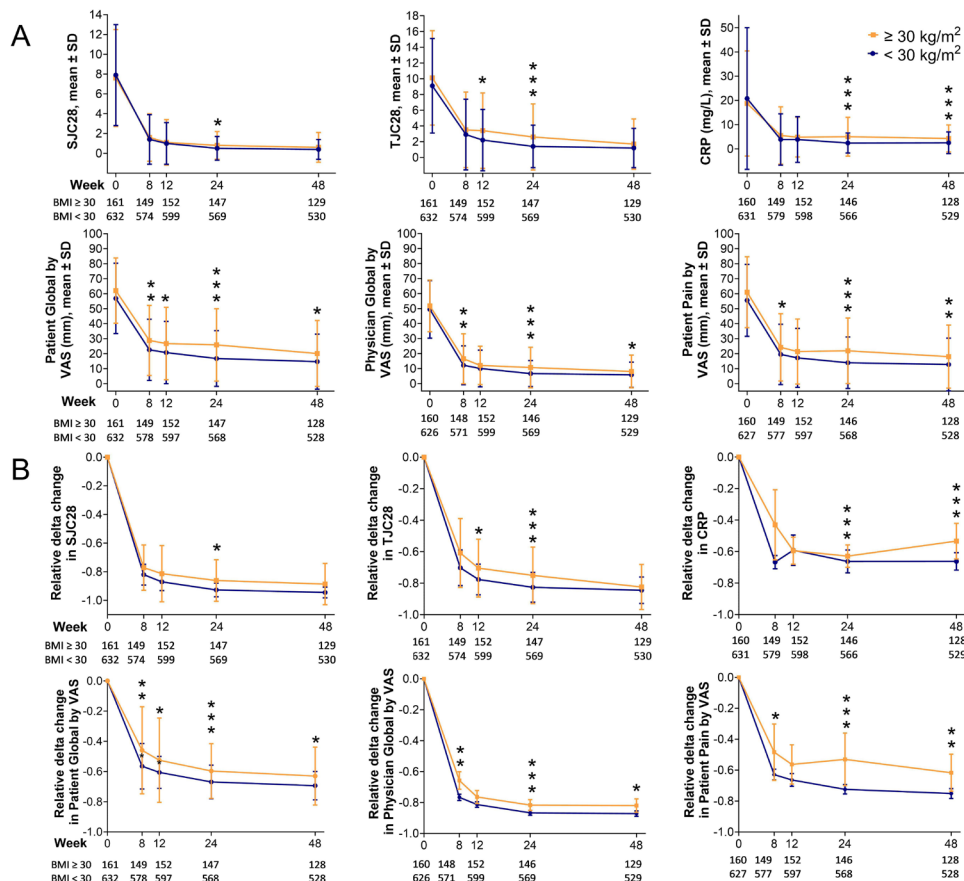 A
≥ 30 kg/m²
< 30 kg/m²
SJC28, mean ± SD
14
12
10
8
6
4
2
0
* 
0 8 12 24 48
Week
BMI ≥ 30 161 149 152 147 129
BMI < 30 632 574 599 569 530
TJC28, mean ± SD
18
16
14
12
10
8
6
4
2
0
* ***
0 8 12 24 48
161 149 152 147 129
632 574 599 569 530
CRP (mg/L), mean ± SD
50
40
30
20
10
0
*** ***
0 8 12 24 48
160 149 152 146 128
631 579 598 566 529
Patient Global by
VAS (mm), mean ± SD
100
90
80
70
60
50
40
30
20
10
0
** * *** *
0 8 12 24 48
Week
BMI ≥ 30 161 149 152 147 128
BMI < 30 632 578 597 568 528
Physician Global by
VAS (mm), mean ± SD
100
90
80
70
60
50
40
30
20
10
0
** *** *
0 8 12 24 48
160 148 152 146 129
626 571 599 569 529
Patient Pain by
VAS (mm), mean ± SD
100
90
80
70
60
50
40
30
20
10
0
* *** **
0 8 12 24 48
160 149 152 146 128
627 577 597 568 528
B
Relative delta change
in SJC28
0.0
-0.2
-0.4
-0.6
-0.8
-1.0
*
0 8 12 24 48
Week
BMI ≥ 30 161 149 152 147 129
BMI < 30 632 574 599 569 530
Relative delta change
in TJC28
0.0
-0.2
-0.4
-0.6
-0.8
-1.0
* ***
0 8 12 24 48
161 149 152 147 129
632 574 599 569 530
Relative delta change
in CRP
0.0
-0.2
-0.4
-0.6
-0.8
-1.0
*** ***
0 8 12 24 48
160 149 152 146 128
631 579 598 566 529
Relative delta change
in Patient Global by VAS
0.0
-0.2
-0.4
-0.6
-0.8
-1.0
** * *** *
0 8 12 24 48
Week
BMI ≥ 30 161 149 152 147 128
BMI < 30 632 578 597 568 528
Relative delta change
in Physician Global by VAS
0.0
-0.2
-0.4
-0.6
-0.8
-1.0
** *** *
0 8 12 24 48
160 148 152 146 129
626 571 599 569 529
Relative delta change
in Patient Pain by VAS
0.0
-0.2
-0.4
-0.6
-0.8
-1.0
* *** **
0 8 12 24 48
160 149 152 146 128
627 577 597 568 528